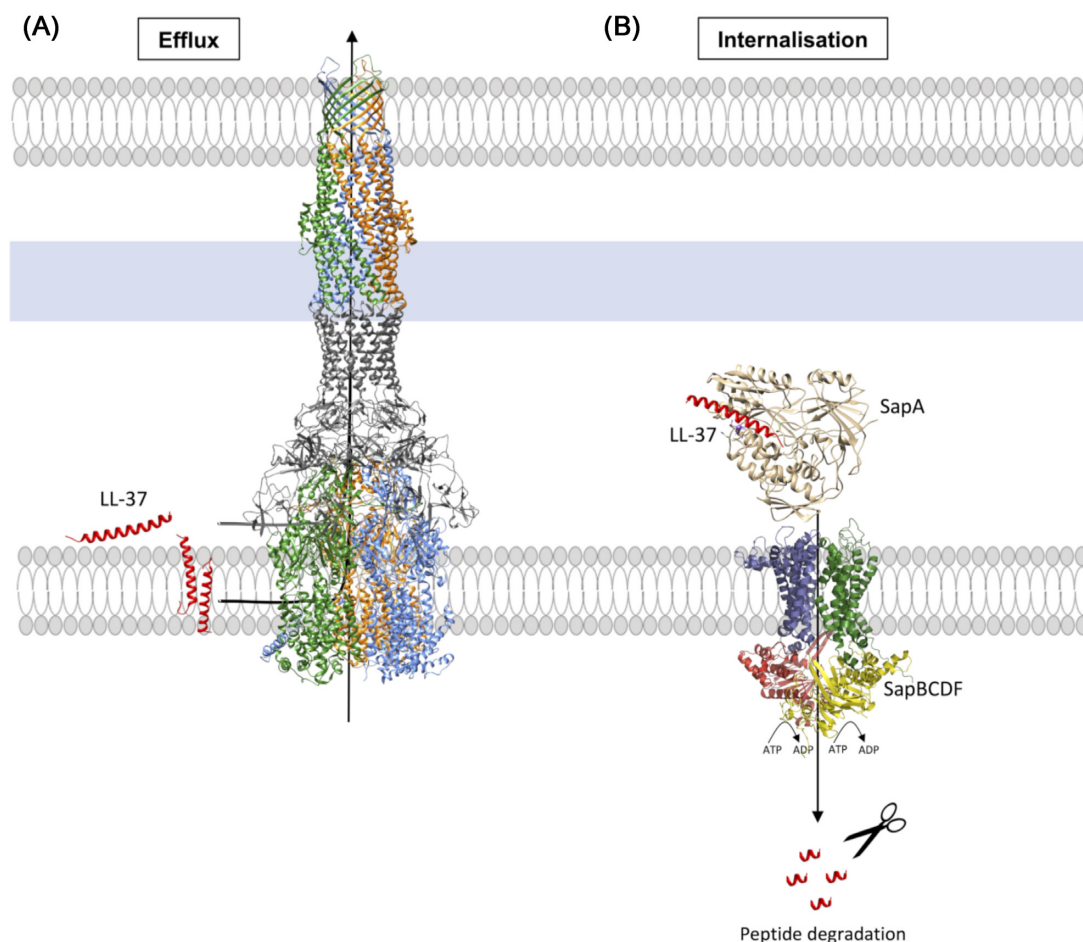 (A)
Efflux
(B)
Internalisation
LL-37
SapA
LL-37
SapBCDF
ATP
ADP
ATP
ADP
Peptide degradation